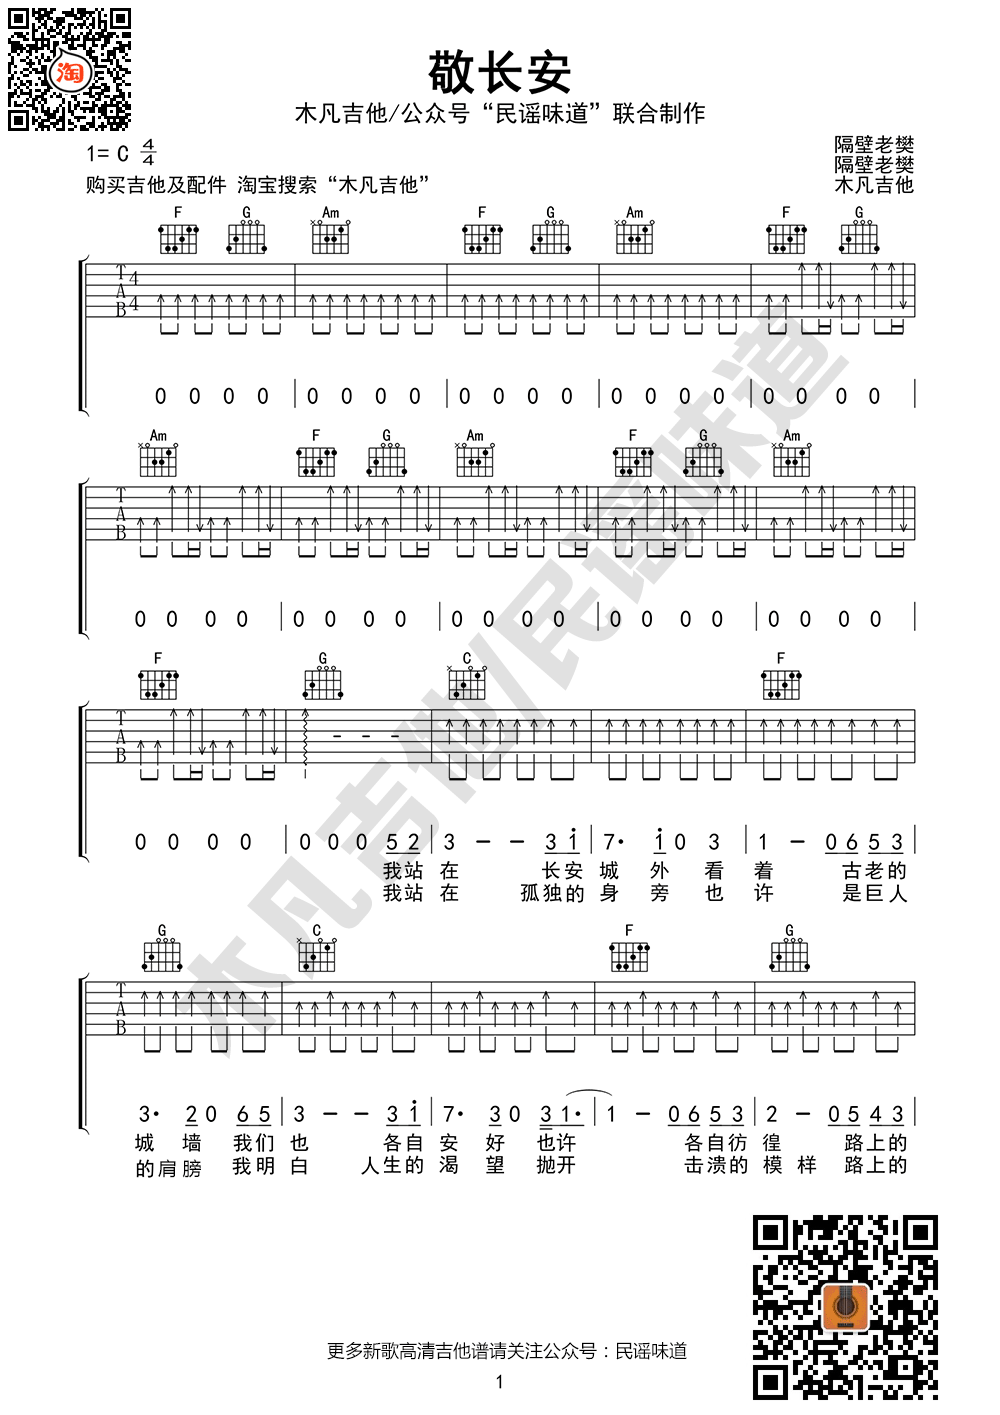 淘
敬长安
木凡吉他/公众号“民谣味道”联合制作
1= C 4/4
隔壁老樊
隔壁老樊
购买吉他及配件 淘宝搜索“木凡吉他”
木凡吉他
F G Am F G Am F G
T A B 4 4
0 0 0 0 | 0 0 0 0 | 0 0 0 0 | 0 0 0 0 | 0 0 0 0 |
Am F G Am F G Am
T A B
0 0 0 0 | 0 0 0 0 | 0 0 0 0 | 0 0 0 0 | 0 0 0 0 |
F G C F
T A B
0 0 0 0 | 0 0 0 5 2 | 3 - - 3 i | 7· i 0 3 | 1 - 0 6 5 3 |
我站在 长安城外看着 古老的
我站在 孤独的身旁也许 是巨人
G C F G
T A B
3· 2 0 6 5 | 3 - - 3 i | 7· 3 0 3 1· | 1 - 0 6 5 3 | 2 - 0 5 4 3 |
城墙我们也 各自安好也许 各自彷徨 路上的
的肩膀我明白 人生的渴望抛开 击溃的模样路上的
木凡吉他/民谣味道
更多新歌高清吉他谱请关注公众号：民谣味道
1